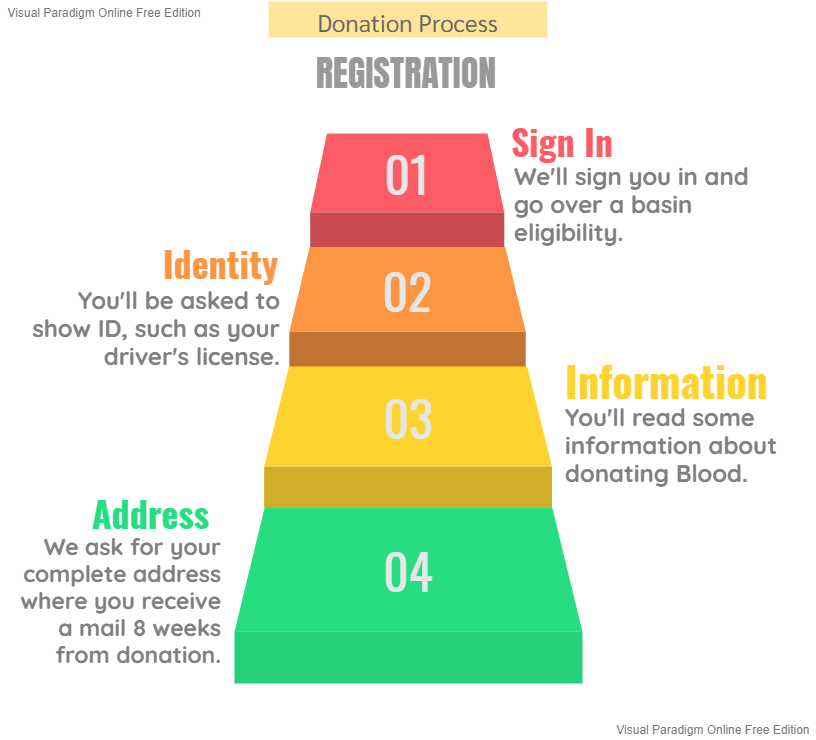 Visual Paradigm Online Free Edition
Donation Process
REGISTRATION
01
Sign In
We'll sign you in and
go over a basin
eligibility.
02
Identity
You'll be asked to
show ID, such as your
driver's license.
03
Information
You'll read some
information about
donating Blood.
04
Address
We ask for your
complete address
where you receive
a mail 8 weeks
from donation.
Visual Paradigm Online Free Edition